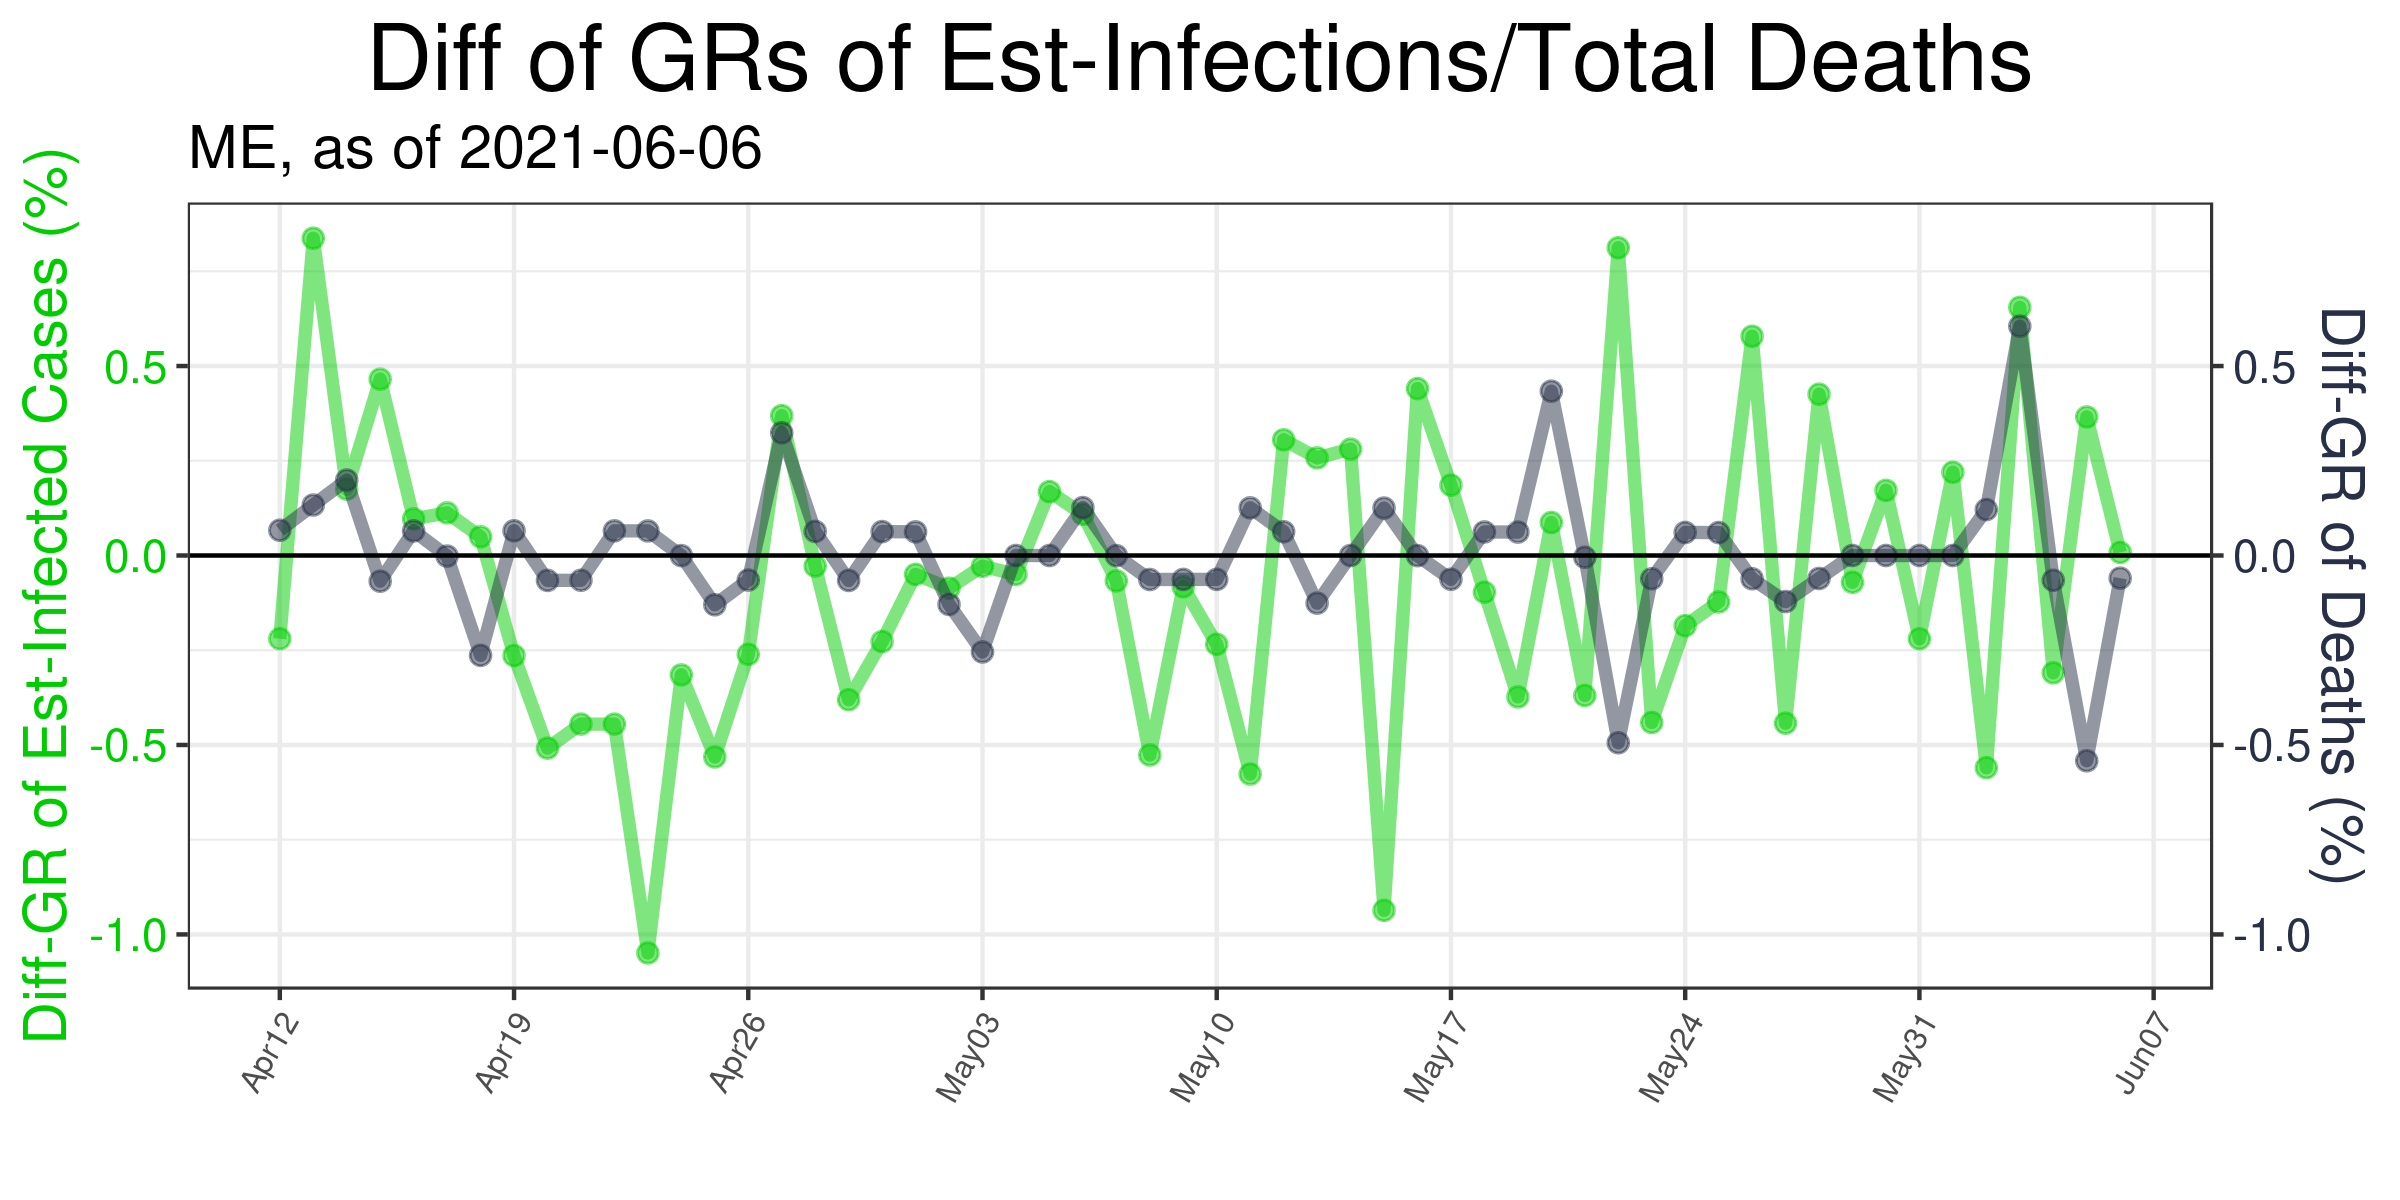 Diff of GRs of Est-Infections/Total Deaths
ME, as of 2021-06-06
Diff-GR of Est-Infected Cases (%)
0.5
0.0
-0.5
-1.0
0.5
0.0
-0.5
-1.0
Diff-GR of Deaths (%)
Apr12
Apr19
Apr26
May03
May10
May17
May24
May31
Jun07